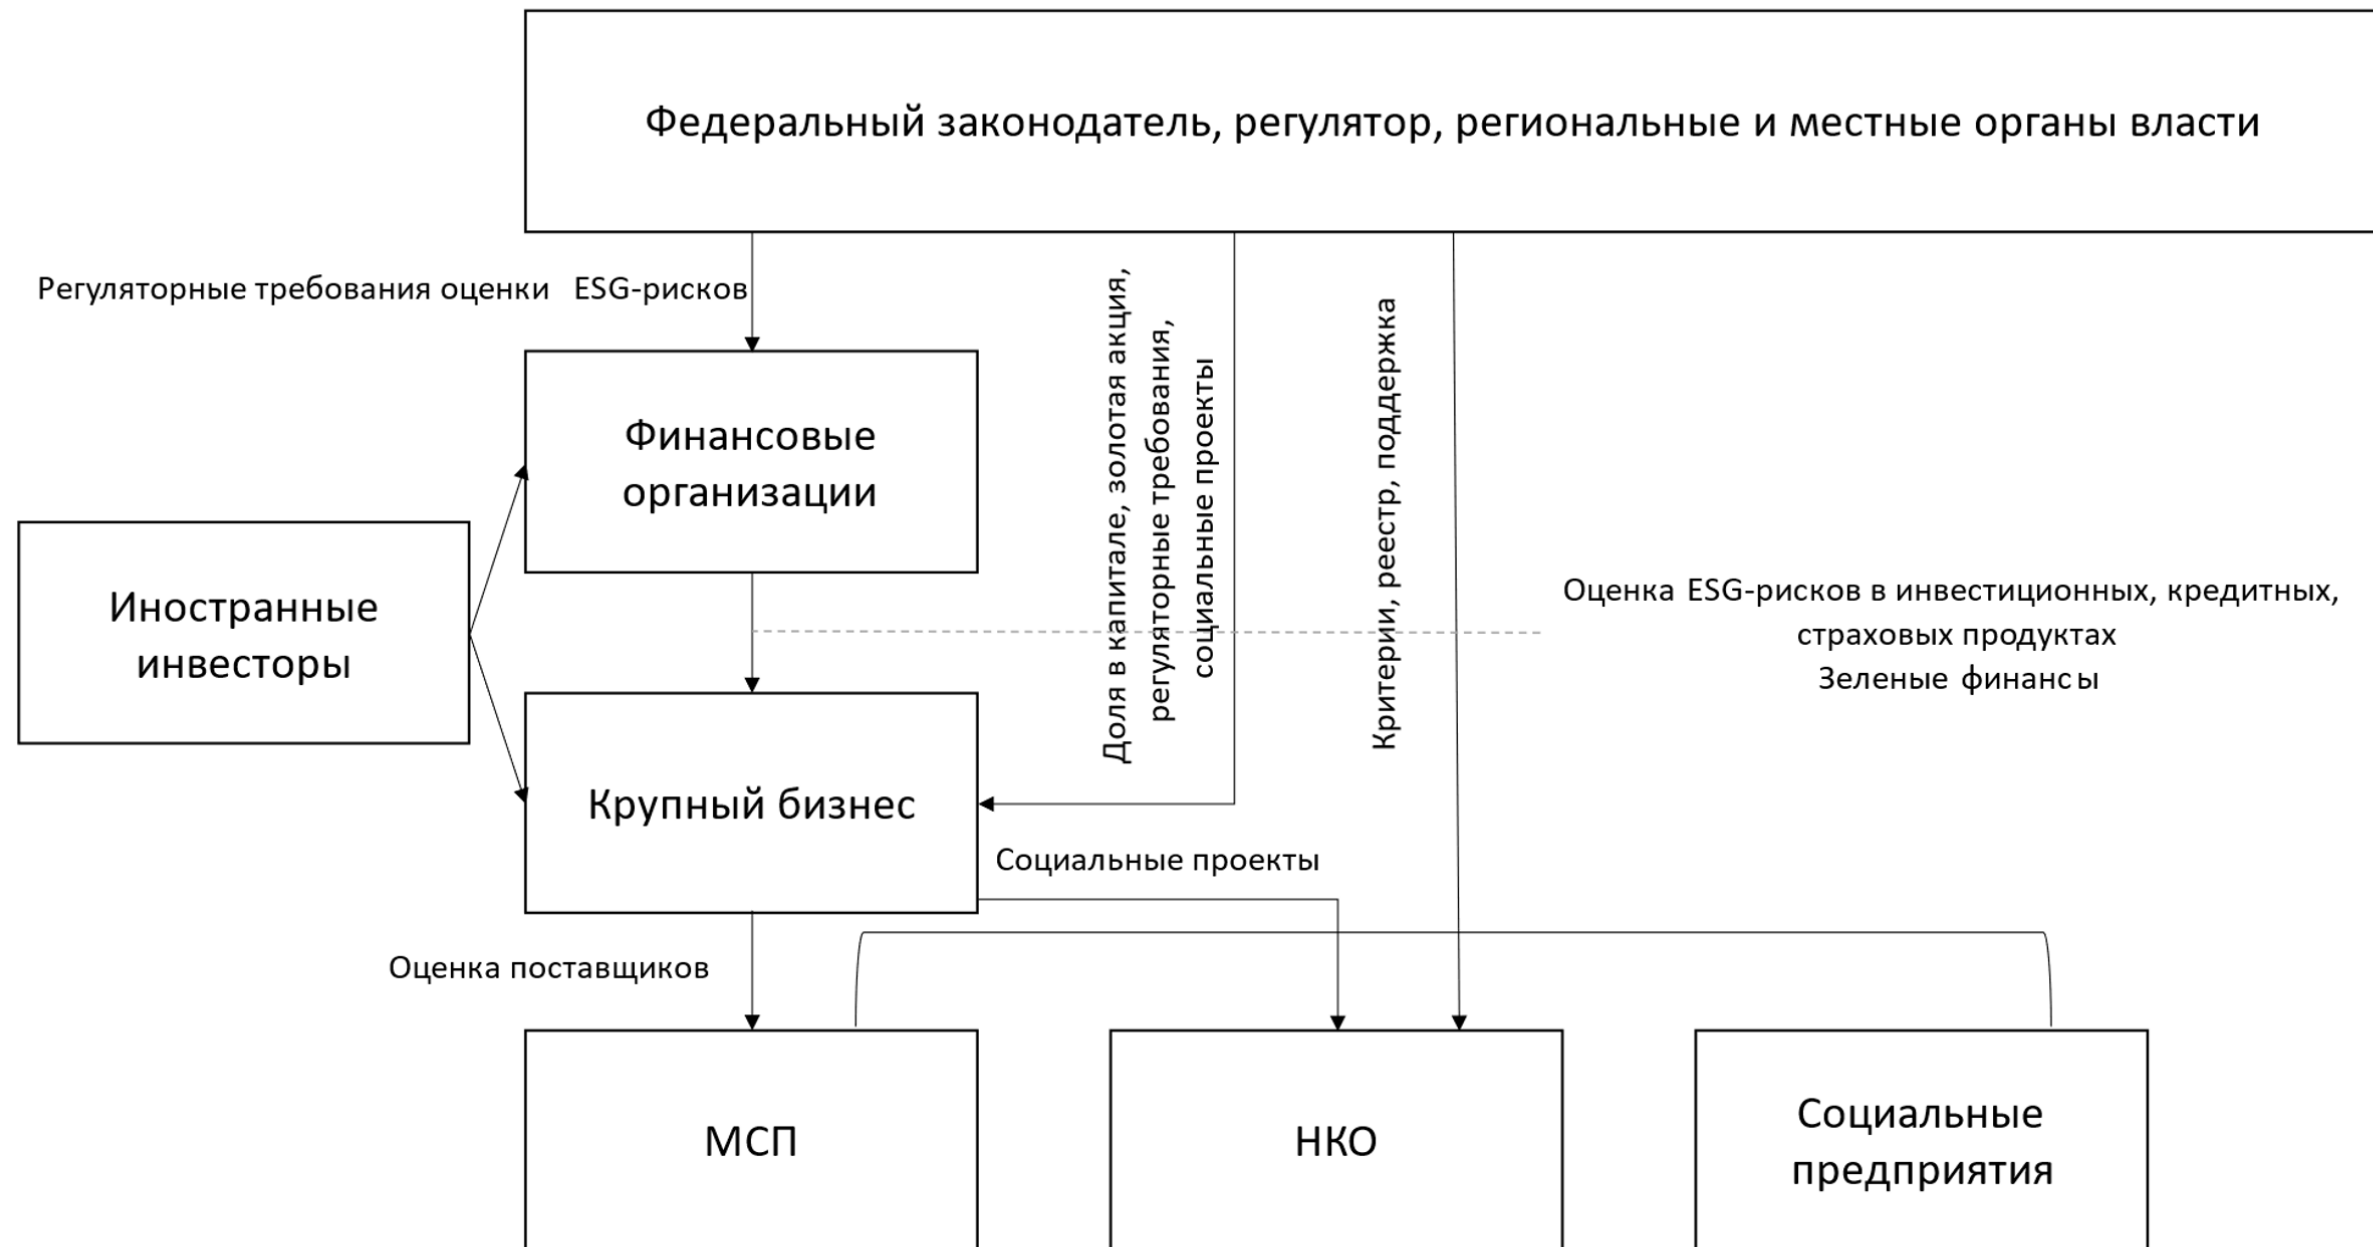 Федеральный законодатель, регулятор, региональные и местные органы власти
Регуляторные требования оценки ESG-рисков
Доля в капитале, золотая акция,
регуляторные требования,
социальные проекты
Критерии, реестр, поддержка
Финансовые
организации
Иностранные
инвесторы
Оценка ESG-рисков в инвестиционных, кредитных,
страховых продуктах
Зеленые финансы
Крупный бизнес
Социальные проекты
Оценка поставщиков
МСП
НКО
Социальные
предприятия